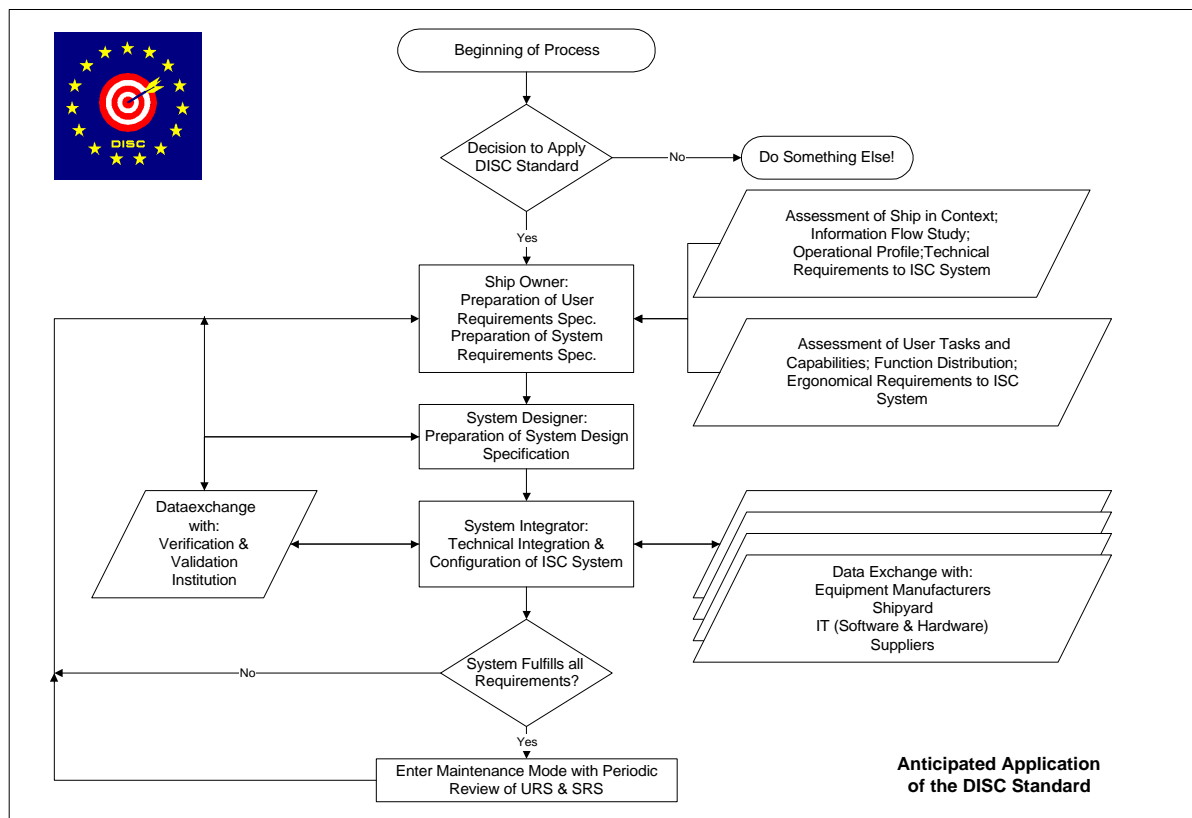 Beginning of Process
DISC
Decision to Apply
DISC Standard
No
Do Something Else!
Yes
Assessment of Ship in Context;
Information Flow Study;
Operational Profile;Technical
Requirements to ISC System
Ship Owner:
Preparation of User
Requirements Spec.
Preparation of System
Requirements Spec.
Assessment of User Tasks and
Capabilities; Function Distribution;
Ergonomical Requirements to ISC
System
System Designer:
Preparation of System Design
Specification
Dataexchange
with:
Verification &
Validation
Institution
System Integrator:
Technical Integration &
Configuration of ISC System
Data Exchange with:
Equipment Manufacturers
Shipyard
IT (Software & Hardware)
Suppliers
System Fulfills all
Requirements?
No
Yes
Enter Maintenance Mode with Periodic
Review of URS & SRS
Anticipated Application
of the DISC Standard